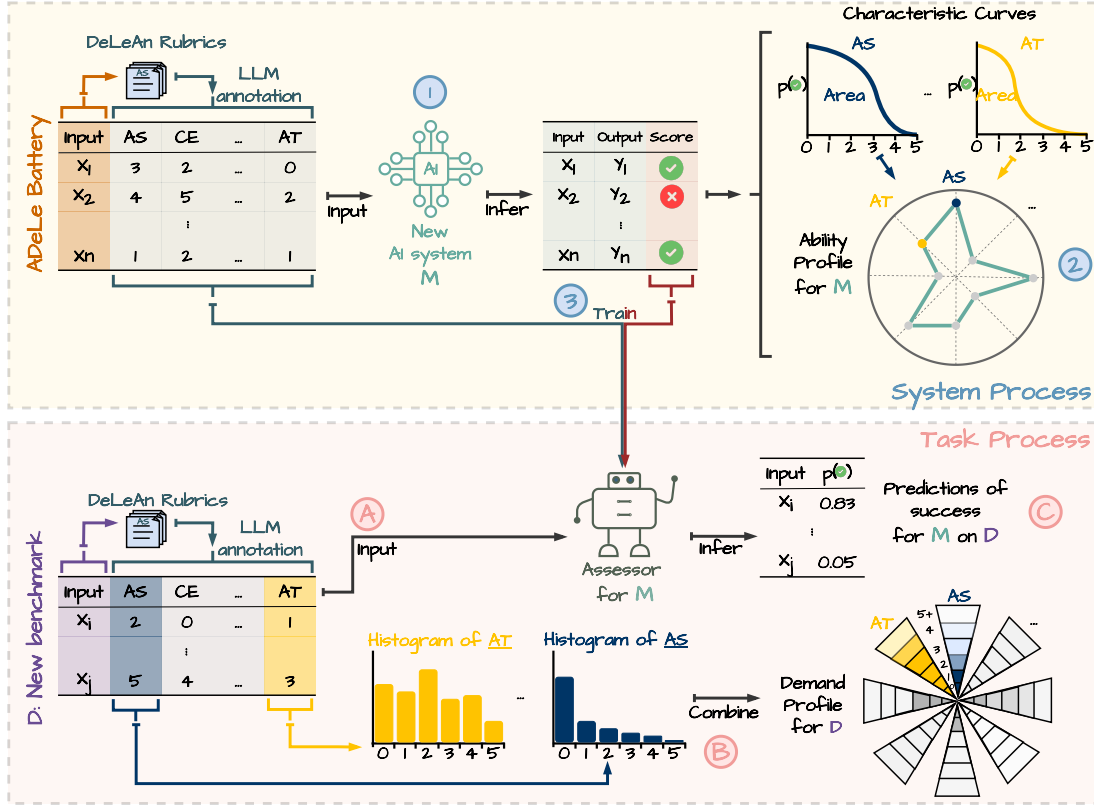 Characteristic Curves
DeLeAn Rubrics
AS
LLM
annotation
ADeLe Battery
Input AS CE ... AT
X1 3 2 ... 0
X2 4 5 ... 2
⋮
Xn 1 2 ... 1
Input
1
AI
New
AI system
M
Infer
Input Output Score
X1 Y1
X2 Y2
⋮
Xn Yn
3
Train
AS
p( )
Area
0 1 2 3 4 5
...
AT
p( )
Area
0 1 2 3 4 5
AS
AT
...
Ability
Profile
for M
2
System Process
Task Process
DeLeAn Rubrics
AS
LLM
annotation
D: New benchmark
Input AS CE ... AT
Xi 2 0 ... 1
⋮
Xj 5 4 ... 3
A
Input
Assessor
for M
Infer
Input p( )
Xi 0.83
⋮
Xj 0.05
Predictions of
success
for M on D
C
Histogram of AT
0 1 2 3 4 5
...
Histogram of AS
0 1 2 3 4 5
B
Combine
Demand
Profile
for D
AS
AT
...
5+
4
3
2
1
0